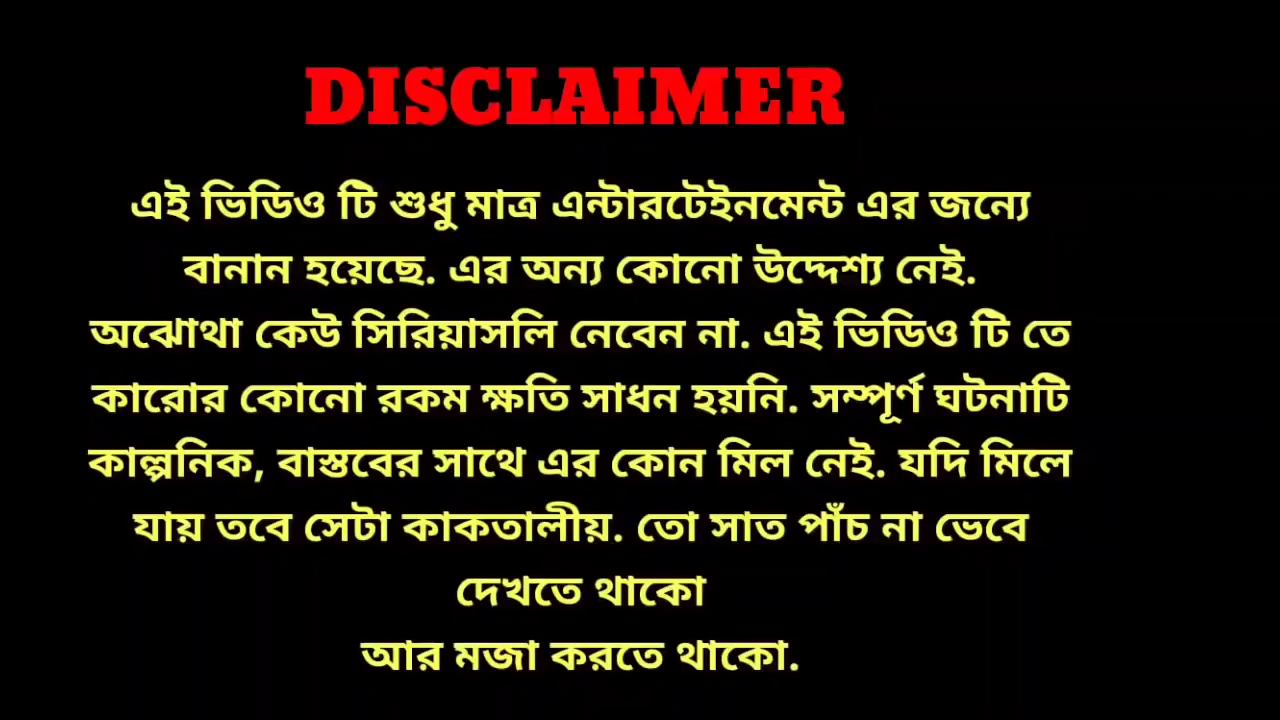 DISCLAIMER
এই ভিডিও টি শুধু মাত্র এন্টারটেইনমেন্ট এর জন্যে
বানান হয়েছে. এর অন্য কোনো উদ্দেশ্য নেই.
অঝোথা কেউ সিরিয়াসলি নেবেন না. এই ভিডিও টি তে
কারোর কোনো রকম ক্ষতি সাধন হয়নি. সম্পূর্ণ ঘটনাটি
কাল্পনিক, বাস্তবের সাথে এর কোন মিল নেই. যদি মিলে
যায় তবে সেটা কাকতালীয়. তো সাত পাঁচ না ভেবে
দেখতে থাকো
আর মজা করতে থাকো.